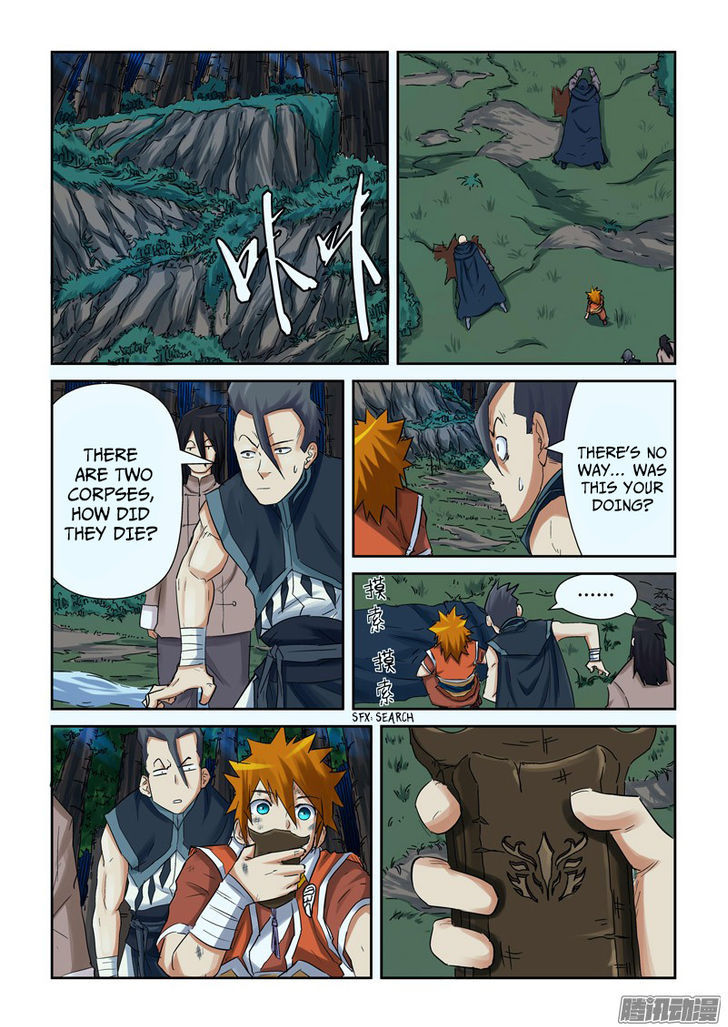 咔咔
THERE
ARE TWO
CORPSES,
HOW DID
THEY DIE?
THERE'S NO
WAY... WAS
THIS YOUR
DOING?
......
摸索
摸索
SFX: SEARCH
腾讯动漫